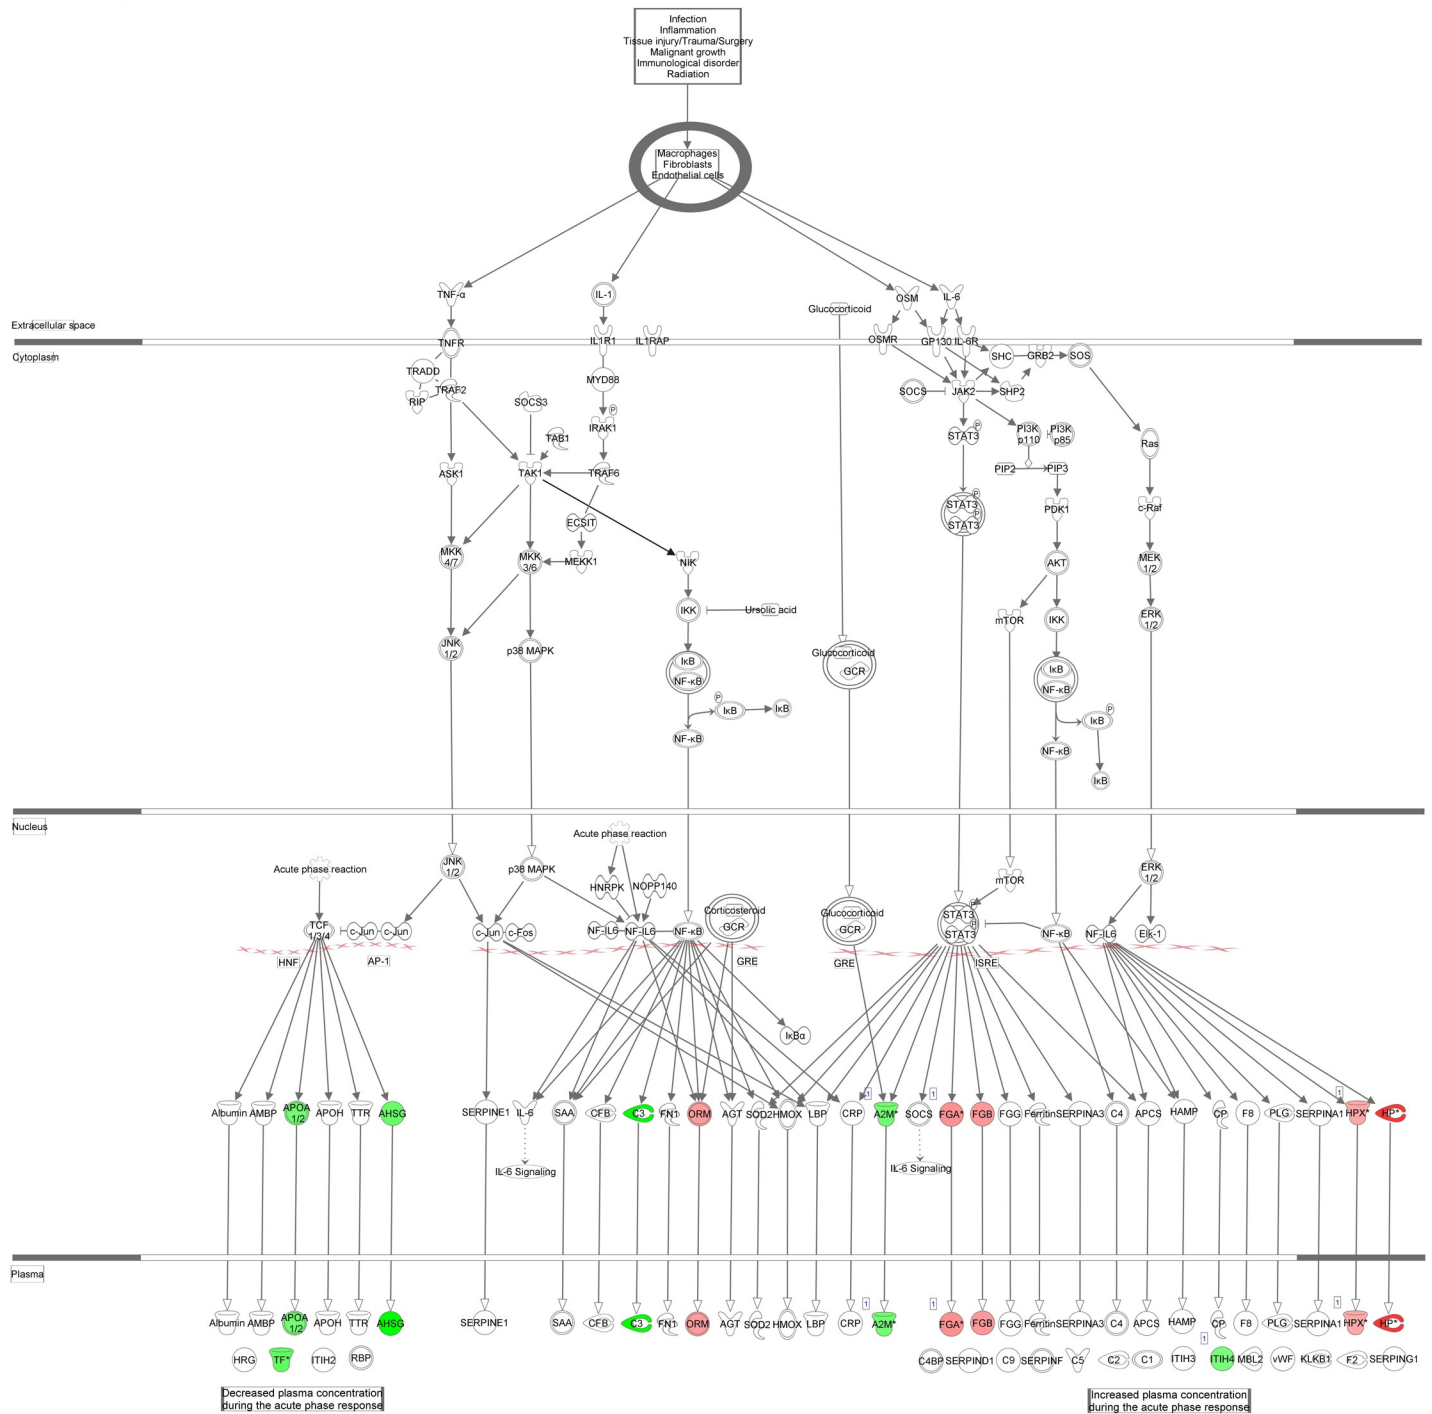 Infection
Inflammation
Tissue injury/Trauma/Surgery
Malignant growth
Immunological disorder
Radiation
Macrophages
Fibroblasts
Endothelial cells
TNF-α
IL-1
Glucocorticoid
OSM
IL-6
Extracellular space
Cytoplasm
TNFR
IL1R1
IL1RAP
OSMR
GP130
IL-6R
SHC
GRB2
SOS
TRADD
TRAF2
RIP
MYD88
SOCS3
P
IRAK1
TAB1
SOCS
JAK2
SHP2
P
STAT3
PI3K
p110
PI3K
p85
Ras
ASK1
TAK1
TRAF6
PIP2
PIP3
P
STAT3
P
STAT3
PDK1
c-Raf
ECSIT
MKK
4/7
MKK
3/6
MEKK1
NIK
AKT
MEK
1/2
IKK
Ursolic acid
mTOR
IKK
ERK
1/2
JNK
1/2
p38 MAPK
IκB
NF-κB
Glucocorticoid
GCR
IκB
NF-κB
P
IκB
IκB
P
IκB
NF-κB
NF-κB
IκB
Nucleus
Acute phase reaction
Acute phase reaction
JNK
1/2
p38 MAPK
HNRPK
NOPP140
mTOR
ERK
1/2
TCF
1/3/4
c-Jun
c-Jun
c-Jun
c-Fos
NF-IL6
NF-IL6
NF-κB
Corticosteroid
GCR
Glucocorticoid
GCR
P
STAT3
P
STAT3
NF-κB
NF-IL6
Elk-1
HNF
AP-1
GRE
GRE
ISRE
IκBα
Albumin
AMBP
APOA
1/2
APOH
TTR
AHSG
SERPINE1
IL-6
SAA
CFB
C3
FN1
ORM
AGT
SOD2
HMOX
LBP
CRP
1
A2M*
SOCS
1
FGA*
FGB
FGG
Ferritin
SERPINA3
C4
APCS
HAMP
CP
F8
PLG
SERPINA1
1
HPX*
HP*
IL-6 Signaling
IL-6 Signaling
Plasma
Albumin
AMBP
APOA
1/2
APOH
TTR
AHSG
SERPINE1
SAA
CFB
C3
FN1
ORM
AGT
SOD2
HMOX
LBP
CRP
1
A2M*
1
FGA*
FGB
FGG
Ferritin
SERPINA3
C4
APCS
HAMP
CP
F8
PLG
SERPINA1
1
HPX*
HP*
HRG
TF*
ITIH2
RBP
C4BP
SERPIND1
C9
SERPINF
C5
C2
C1
ITIH3
1
ITIH4
MBL2
vWF
KLKB1
F2
SERPING1
Decreased plasma concentration
during the acute phase response
Increased plasma concentration
during the acute phase response